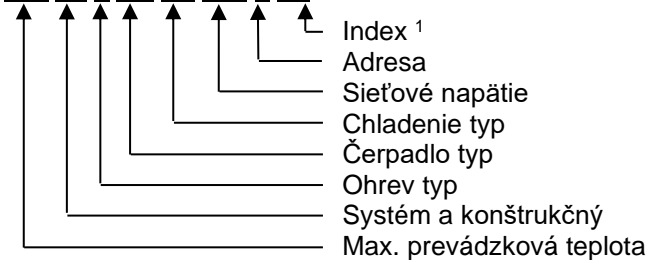 Index ¹
Adresa
Sieťové napätie
Chladenie typ
Čerpadlo typ
Ohrev typ
Systém a konštrukčný
Max. prevádzková teplota